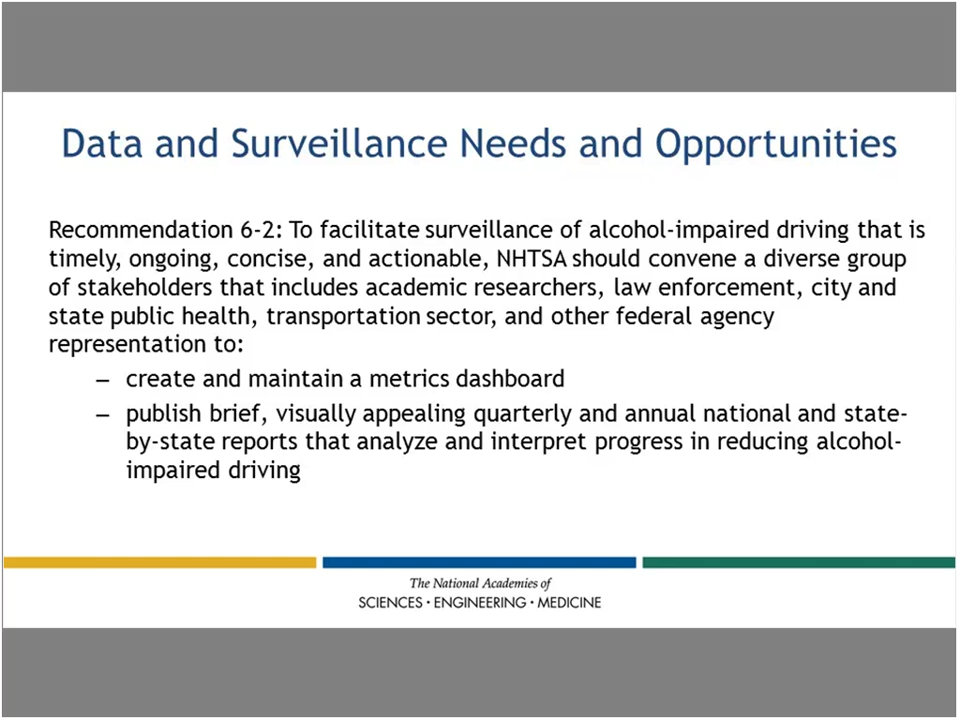 Data and Surveillance Needs and Opportunities
Recommendation 6-2: To facilitate surveillance of alcohol-impaired driving that is
timely, ongoing, concise, and actionable, NHTSA should convene a diverse group
of stakeholders that includes academic researchers, law enforcement, city and
state public health, transportation sector, and other federal agency
representation to:
– create and maintain a metrics dashboard
– publish brief, visually appealing quarterly and annual national and state-
by-state reports that analyze and interpret progress in reducing alcohol-
impaired driving
The National Academies of
SCIENCES · ENGINEERING · MEDICINE